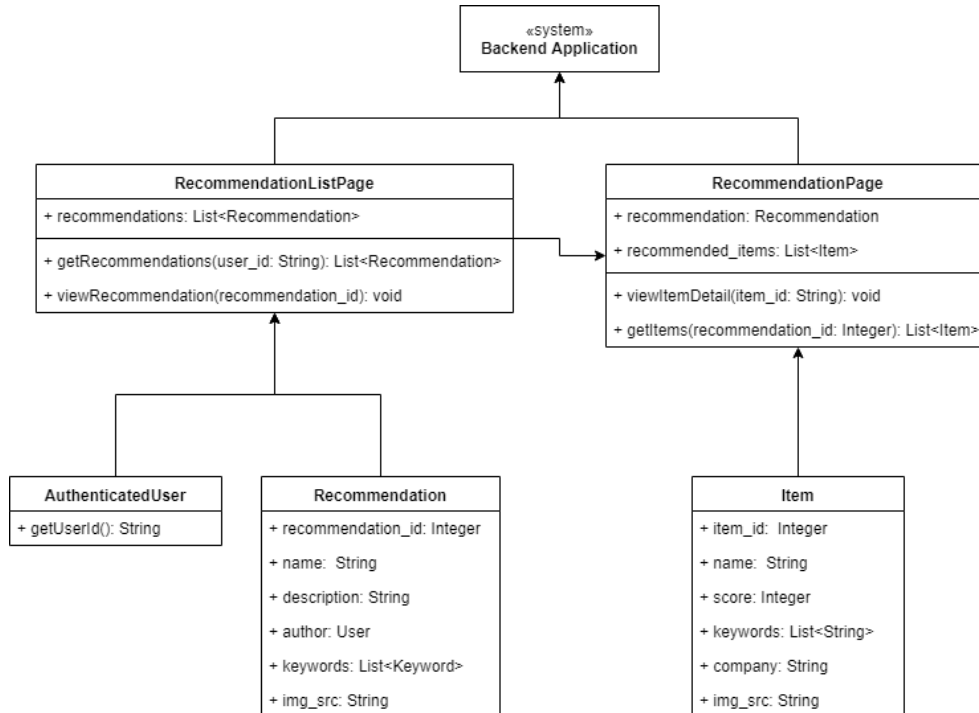 «system»
Backend Application
RecommendationListPage
+ recommendations: List<Recommendation>
+ getRecommendations(user_id: String): List<Recommendation>
+ viewRecommendation(recommendation_id): void
RecommendationPage
+ recommendation: Recommendation
+ recommended_items: List<Item>
+ viewItemDetail(item_id: String): void
+ getItems(recommendation_id: Integer): List<Item>
AuthenticatedUser
+ getUserId(): String
Recommendation
+ recommendation_id: Integer
+ name:  String
+ description: String
+ author: User
+ keywords: List<Keyword>
+ img_src: String
Item
+ item_id:  Integer
+ name:  String
+ score: Integer
+ keywords: List<String>
+ company: String
+ img_src: String